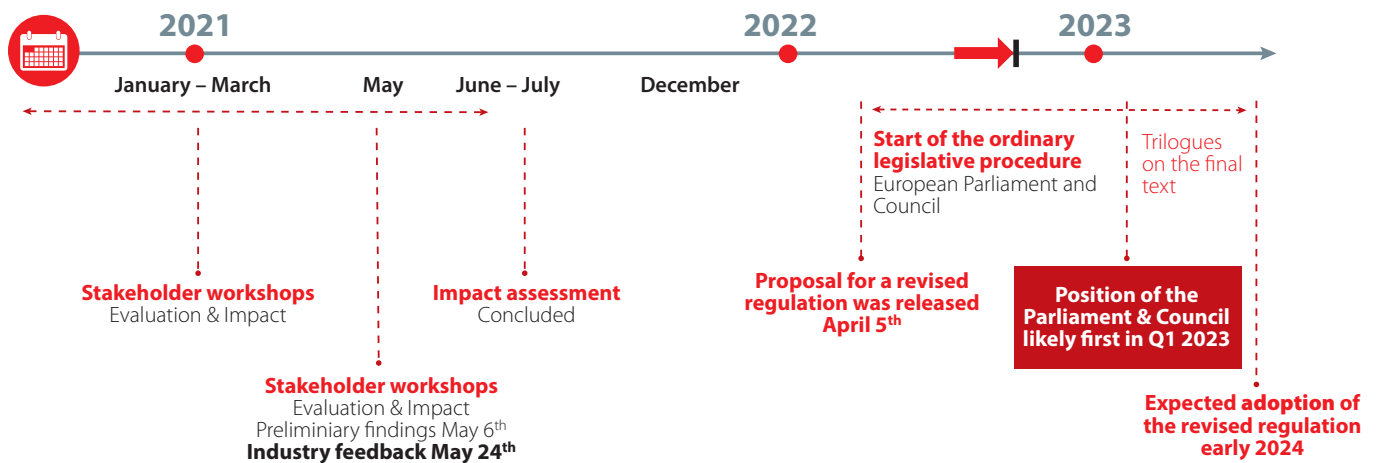 2021
2022
2023
January – March
May
June – July
December
Start of the ordinary
legislative procedure
European Parliament and
Council
Trilogues
on the final
text
Stakeholder workshops
Evaluation & Impact
Impact assessment
Concluded
Proposal for a revised
regulation was released
April 5th
Position of the
Parliament & Council
likely first in Q1 2023
Stakeholder workshops
Evaluation & Impact
Preliminiary findings May 6th
Industry feedback May 24th
Expected adoption of
the revised regulation
early 2024